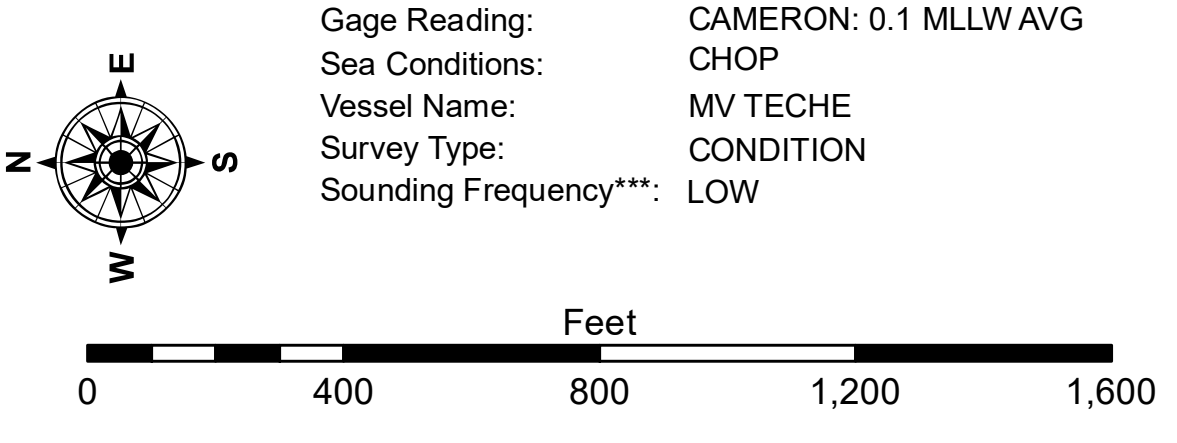 Gage Reading: CAMERON: 0.1 MLLW AVG
Sea Conditions: CHOP
Vessel Name: MV TECHE
Survey Type: CONDITION
Sounding Frequency***: LOW
E
N S
W
Feet
0 400 800 1,200 1,600